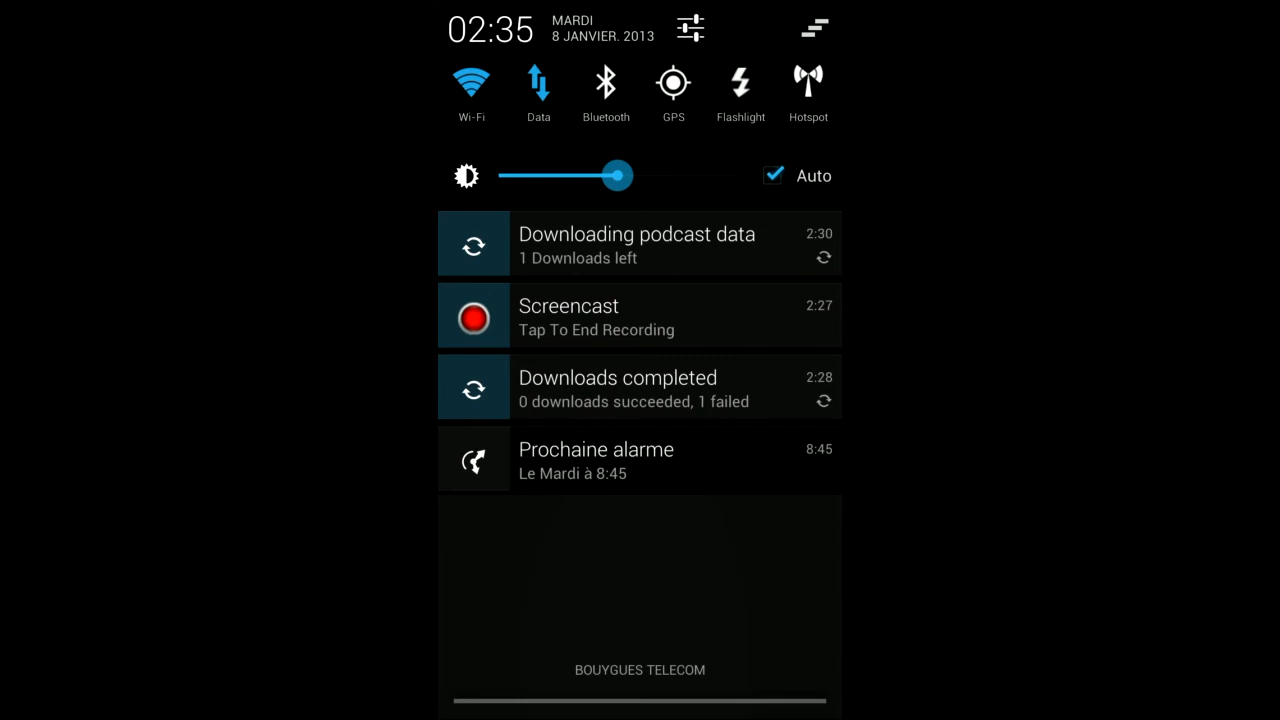 02:35
MARDI
8 JANVIER. 2013
Wi-Fi
Data
Bluetooth
GPS
Flashlight
Hotspot
Auto
Downloading podcast data
2:30
1 Downloads left
Screencast
2:27
Tap To End Recording
Downloads completed
2:28
0 downloads succeeded, 1 failed
Prochaine alarme
8:45
Le Mardi à 8:45
BOUYGUES TELECOM